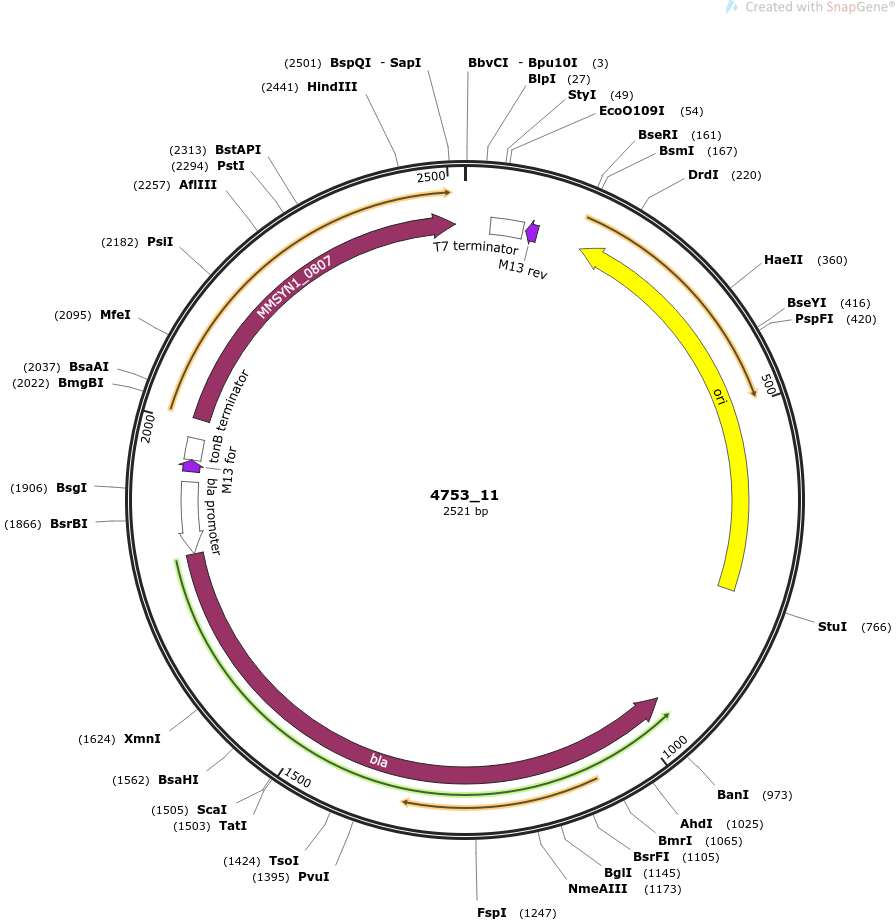 Created with SnapGene®
(2501) BspQI - SapI
(2441) HindIII
(2313) BstAPI
(2294) PstI
(2257) AflIII
(2182) PsiI
(2095) MfeI
(2037) BsaAI
(2022) BmgBI
(1906) BsgI
(1866) BsrBI
(1624) XmnI
(1562) BsaHI
(1505) ScaI
(1503) TatI
(1424) TsoI
(1395) PvuI
BbvCI - Bpu10I (3)
BlpI (27)
StyI (49)
EcoO109I (54)
BseRI (161)
BsmI (167)
DrdI (220)
HaeII (360)
BseYI (416)
PspFI (420)
StuI (766)
BanI (973)
AhdI (1025)
BmrI (1065)
BsrFI (1105)
BglI (1145)
NmeAIII (1173)
FspI (1247)
2500
500
1000
1500
2000
T7 terminator
M13 rev
ori
MMSYN1_0807
tonB terminator
M13 for
bla promoter
bla
4753_11
2521 bp